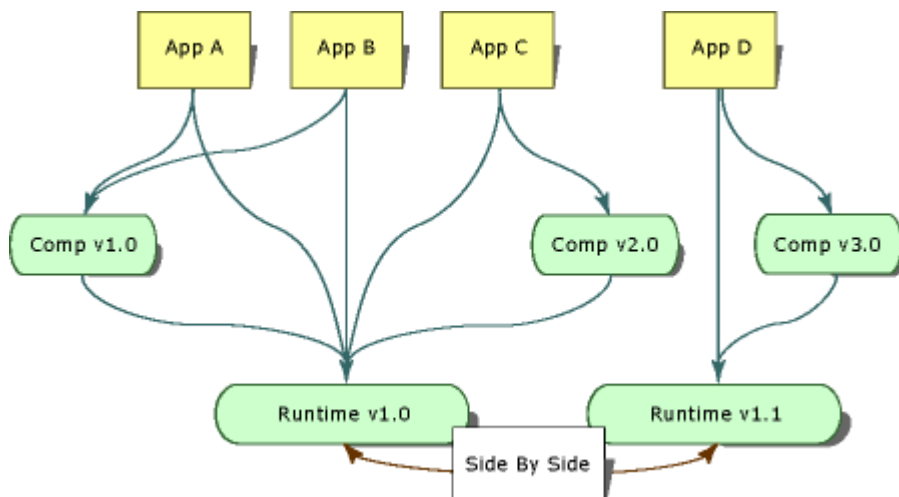 App A
App B
App C
App D
Comp v1.0
Comp v2.0
Comp v3.0
Runtime v1.0
Runtime v1.1
Side By Side